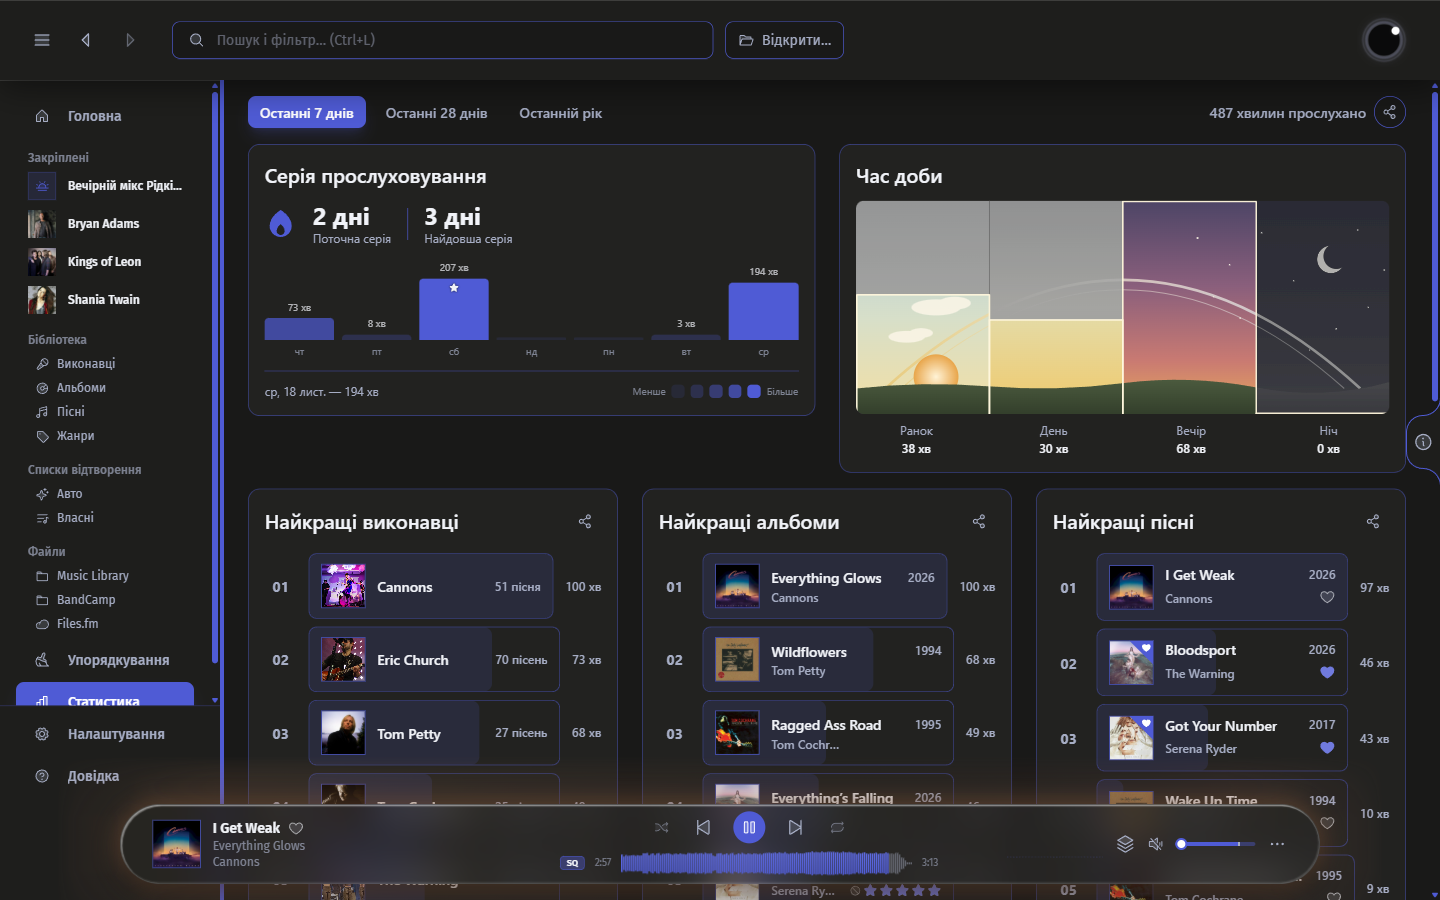 Пошук і фільтр... (Ctrl+L)
Відкрити...
Головна
Закріплені
Вечірній мікс Рідкі...
Bryan Adams
Kings of Leon
Shania Twain
Бібліотека
Виконавці
Альбоми
Пісні
Жанри
Списки відтворення
Авто
Власні
Файли
Music Library
BandCamp
Files.fm
Упорядкування
Статистика
Налаштування
Довідка
Останні 7 днів
Останні 28 днів
Останній рік
487 хвилин прослухано
Серія прослуховування
2 дні
Поточна серія
3 дні
Найдовша серія
73 хв
8 хв
207 хв
3 хв
194 хв
чт
пт
сб
нд
пн
вт
ср
ср, 18 лист. — 194 хв
Менше
Більше
Час доби
Ранок
38 хв
День
30 хв
Вечір
68 хв
Ніч
0 хв
Найкращі виконавці
01
Cannons
51 пісня
100 хв
02
Eric Church
70 пісень
73 хв
03
Tom Petty
27 пісень
68 хв
Найкращі альбоми
01
Everything Glows
2026
Cannons
100 хв
02
Wildflowers
1994
Tom Petty
68 хв
03
Ragged Ass Road
1995
Tom Cochr...
49 хв
Everything's Falling
2026
Serena Ry...
Найкращі пісні
01
I Get Weak
2026
Cannons
97 хв
02
Bloodsport
2026
The Warning
46 хв
03
Got Your Number
2017
Serena Ryder
43 хв
Wake Up Time
1994
10 хв
05
1995
Tom Cochrane
9 хв
I Get Weak
Everything Glows
Cannons
SQ
2:57
3:13